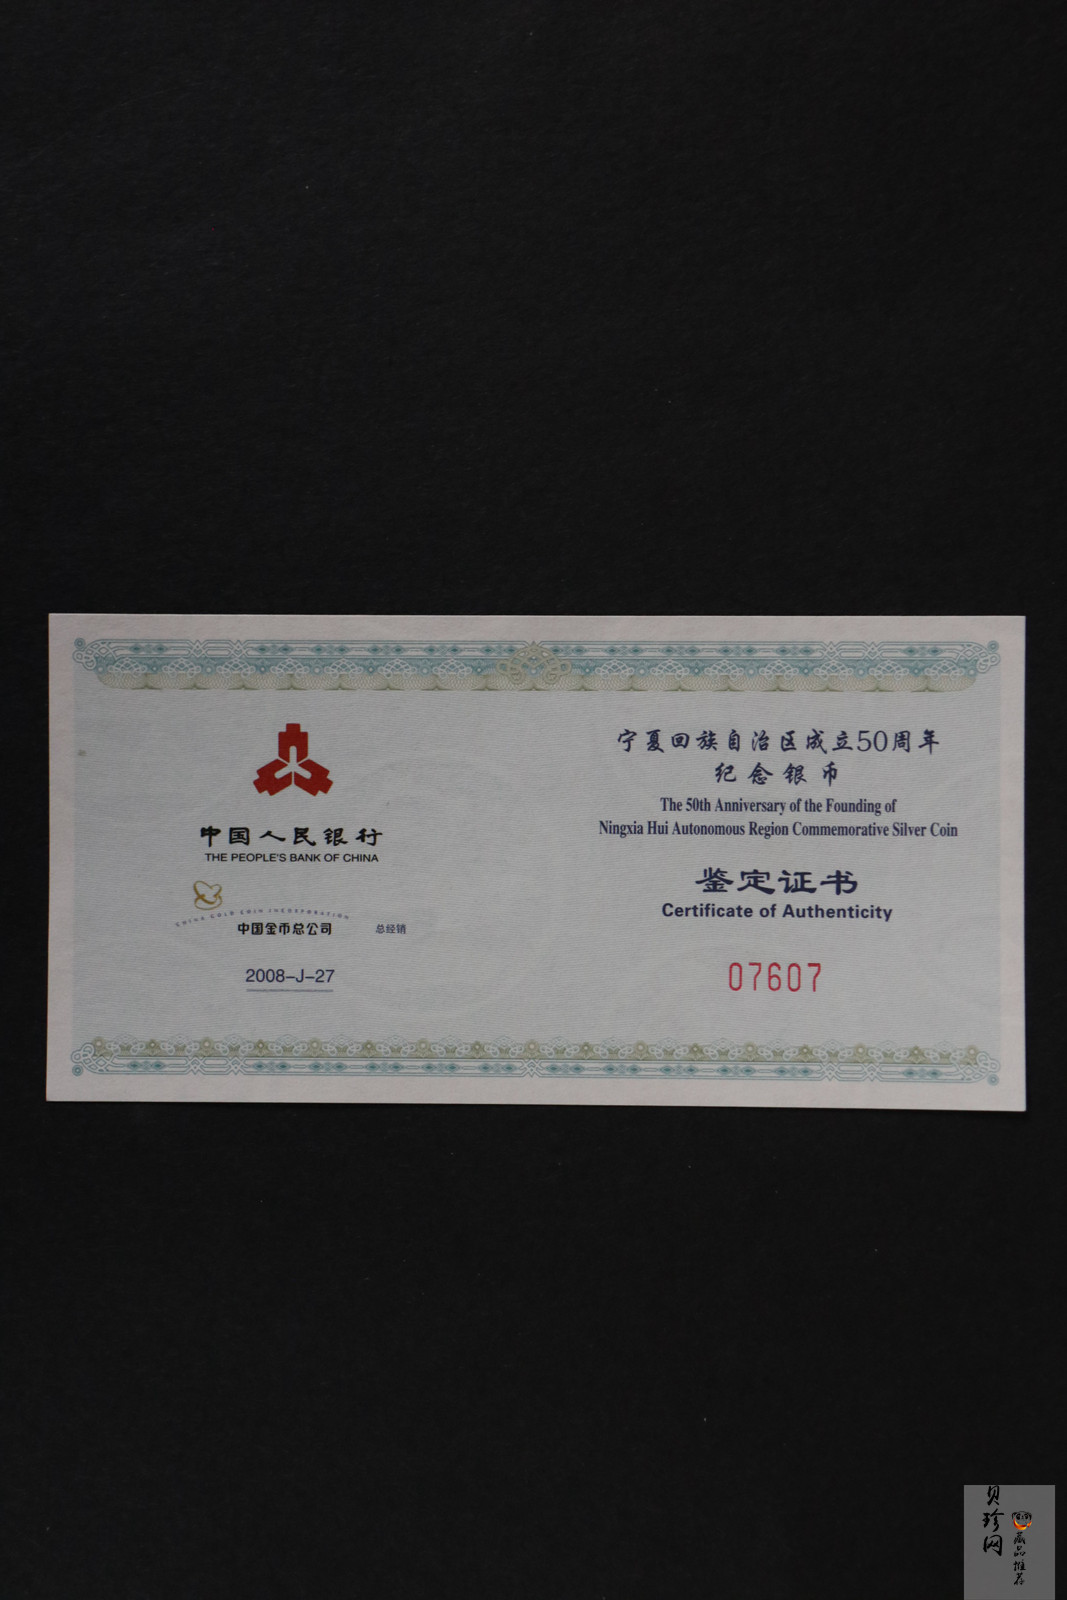 中国人民银行
THE PEOPLE'S BANK OF CHINA
CHINA GOLD COIN INCORPORATION
中国金币总公司 总经销
2008-J-27
宁夏回族自治区成立50周年
纪念银币
The 50th Anniversary of the Founding of
Ningxia Hui Autonomous Region Commemorative Silver Coin
鉴定证书
Certificate of Authenticity
07607
贝珍网
藏品推荐